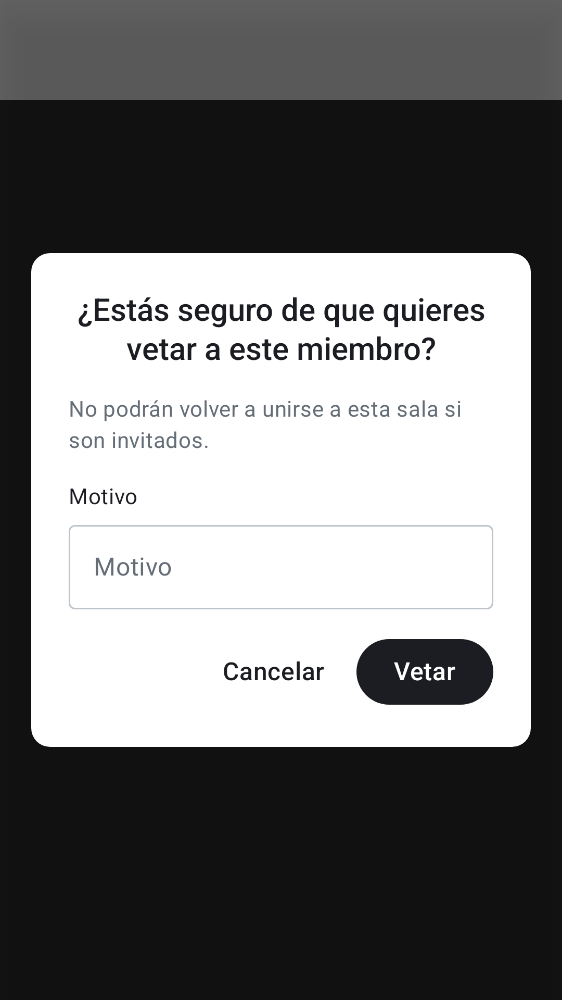 ¿Estás seguro de que quieres
vetar a este miembro?
No podrán volver a unirse a esta sala si
son invitados.
Motivo
Motivo
Cancelar
Vetar